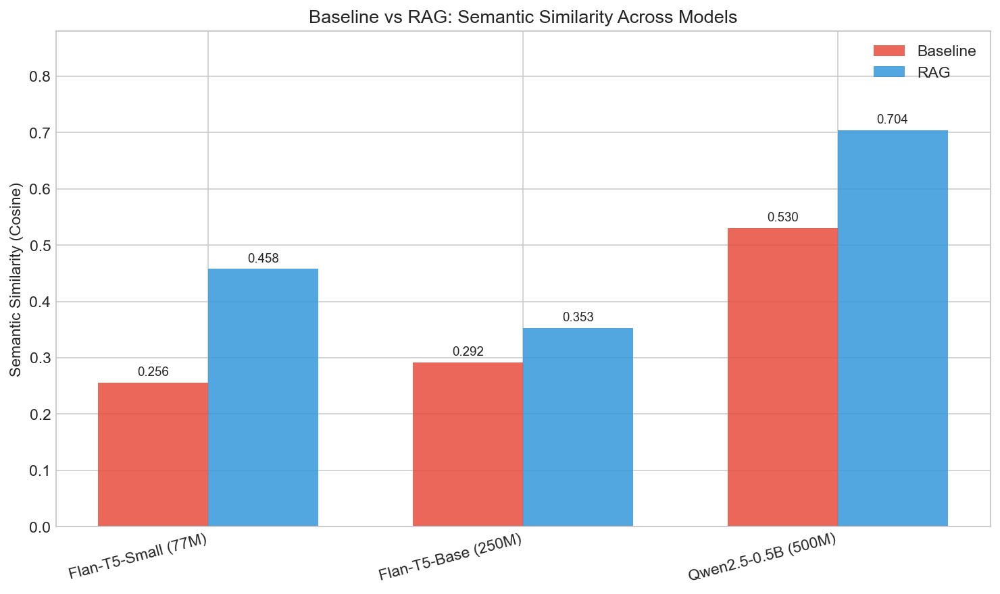 Baseline vs RAG: Semantic Similarity Across Models
Baseline
RAG
Semantic Similarity (Cosine)
0.8
0.7
0.6
0.5
0.4
0.3
0.2
0.1
0.0
0.256
0.458
0.292
0.353
0.530
0.704
Flan-T5-Small (77M)
Flan-T5-Base (250M)
Qwen2.5-0.5B (500M)